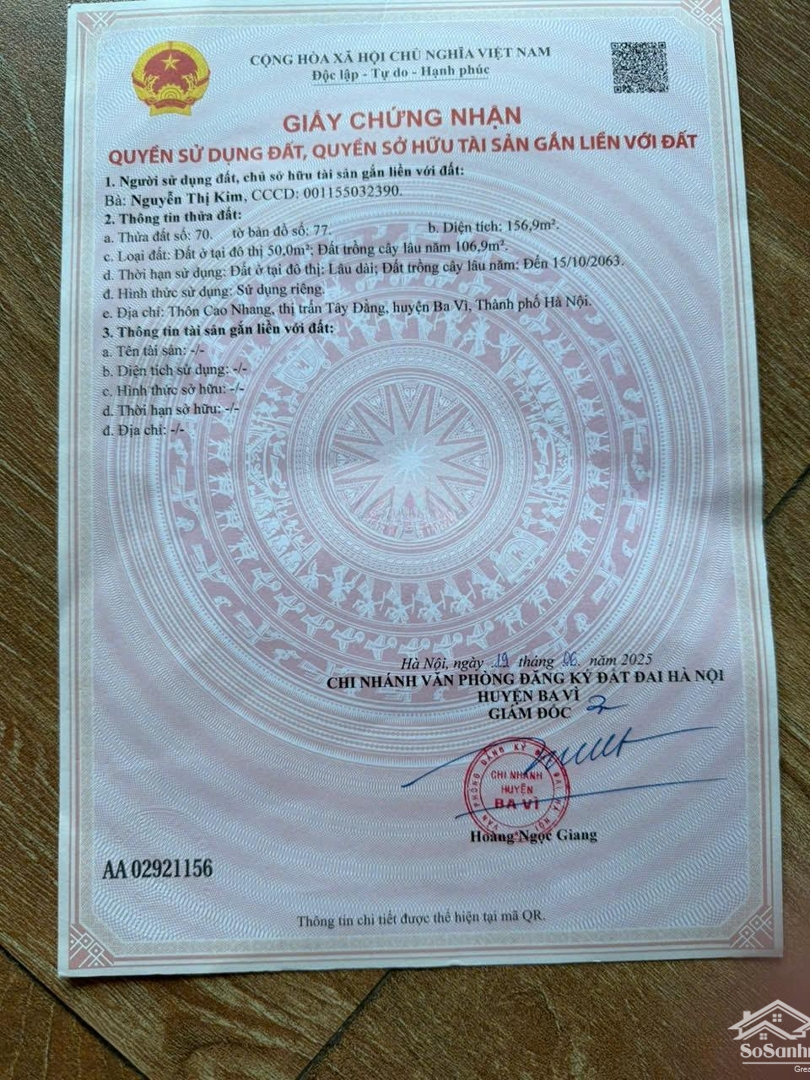 CỘNG HÒA XÃ HỘI CHỦ NGHĨA VIỆT NAM
Độc lập - Tự do - Hạnh phúc
GIẤY CHỨNG NHẬN
QUYỀN SỬ DỤNG ĐẤT, QUYỀN SỞ HỮU TÀI SẢN GẮN LIỀN VỚI ĐẤT
1. Người sử dụng đất, chủ sở hữu tài sản gắn liền với đất:
Bà: Nguyễn Thị Kim, CCCD: 001155032390.
2. Thông tin thửa đất:
a. Thửa đất số: 70. tờ bản đồ số: 77. b. Diện tích: 156,9m².
c. Loại đất: Đất ở tại đô thị 50,0m²; Đất trồng cây lâu năm 106,9m².
d. Thời hạn sử dụng: Đất ở tại đô thị: Lâu dài; Đất trồng cây lâu năm: Đến 15/10/2063.
đ. Hình thức sử dụng: Sử dụng riêng.
e. Địa chỉ: Thôn Cao Nhang, thị trấn Tây Đằng, huyện Ba Vì, Thành phố Hà Nội.
3. Thông tin tài sản gắn liền với đất:
a. Tên tài sản: -/-
b. Diện tích sử dụng: -/-
c. Hình thức sở hữu: -/-
d. Thời hạn sở hữu: -/-
đ. Địa chỉ: -/-
Hà Nội, ngày 19 tháng 06 năm 2025
CHI NHÁNH VĂN PHÒNG ĐĂNG KÝ ĐẤT ĐAI HÀ NỘI
HUYỆN BA VÌ
GIÁM ĐỐC
VĂN PHÒNG ĐĂNG KÝ ĐẤT ĐAI HÀ NỘI
CHI NHÁNH
HUYỆN
BA VÌ
Hoàng Ngọc Giang
AA 02921156
Thông tin chi tiết được thể hiện tại mã QR.
SoSanh